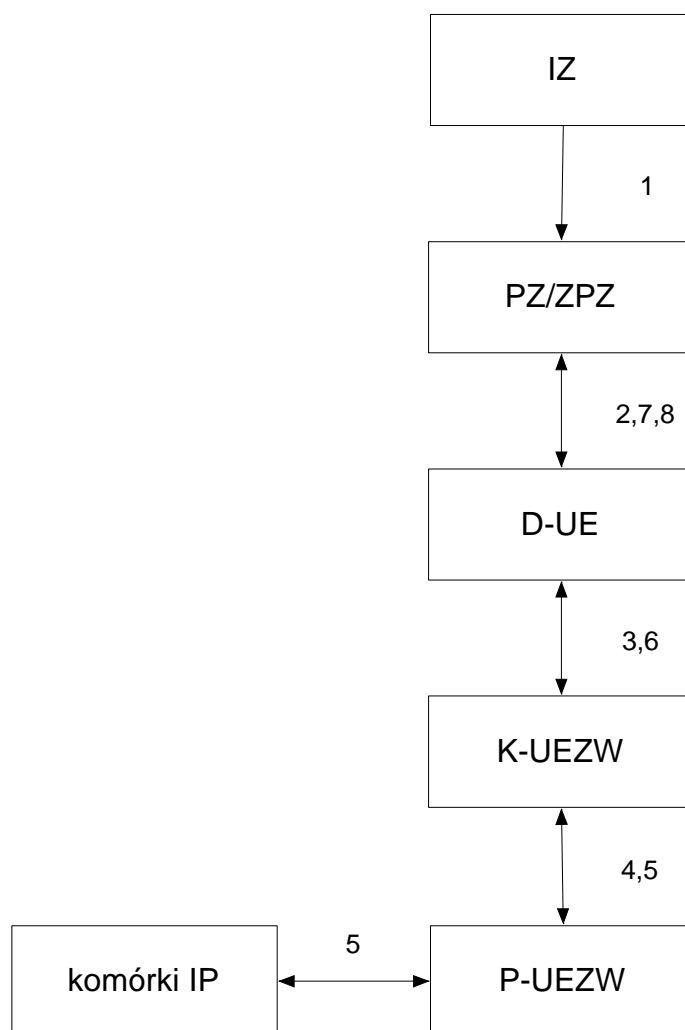 IZ
1
PZ/ZPZ
2,7,8
D-UE
3,6
K-UEZW
4,5
5
komórki IP
P-UEZW